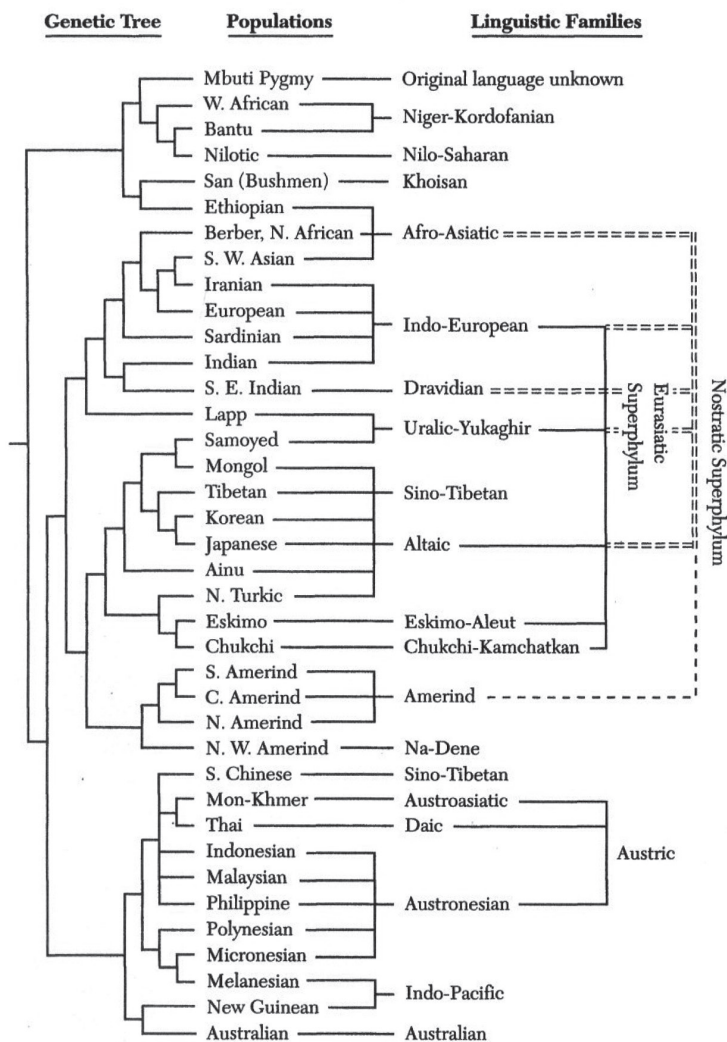 Genetic Tree Populations Linguistic Families
Mbuti Pygmy Original language unknown
W. African
Niger-Kordofanian
Bantu
Nilotic Nilo-Saharan
San (Bushmen) Khoisan
Ethiopian
Berber, N. African Afro-Asiatic
S. W. Asian
Iranian
European
Indo-European
Sardinian
Indian
S. E. Indian Dravidian
Lapp
Uralic-Yukaghir
Samoyed
Mongol
Tibetan Sino-Tibetan
Korean
Japanese Altaic
Ainu
N. Turkic
Eskimo Eskimo-Aleut
Chukchi Chukchi-Kamchatkan
S. Amerind
C. Amerind Amerind
N. Amerind
N. W. Amerind Na-Dene
S. Chinese Sino-Tibetan
Mon-Khmer Austroasiatic
Thai Daic
Austric
Indonesian
Malaysian
Philippine Austronesian
Polynesian
Micronesian
Melanesian
Indo-Pacific
New Guinean
Australian Australian
Eurasiatic
Superphylum
Nostratic Superphylum